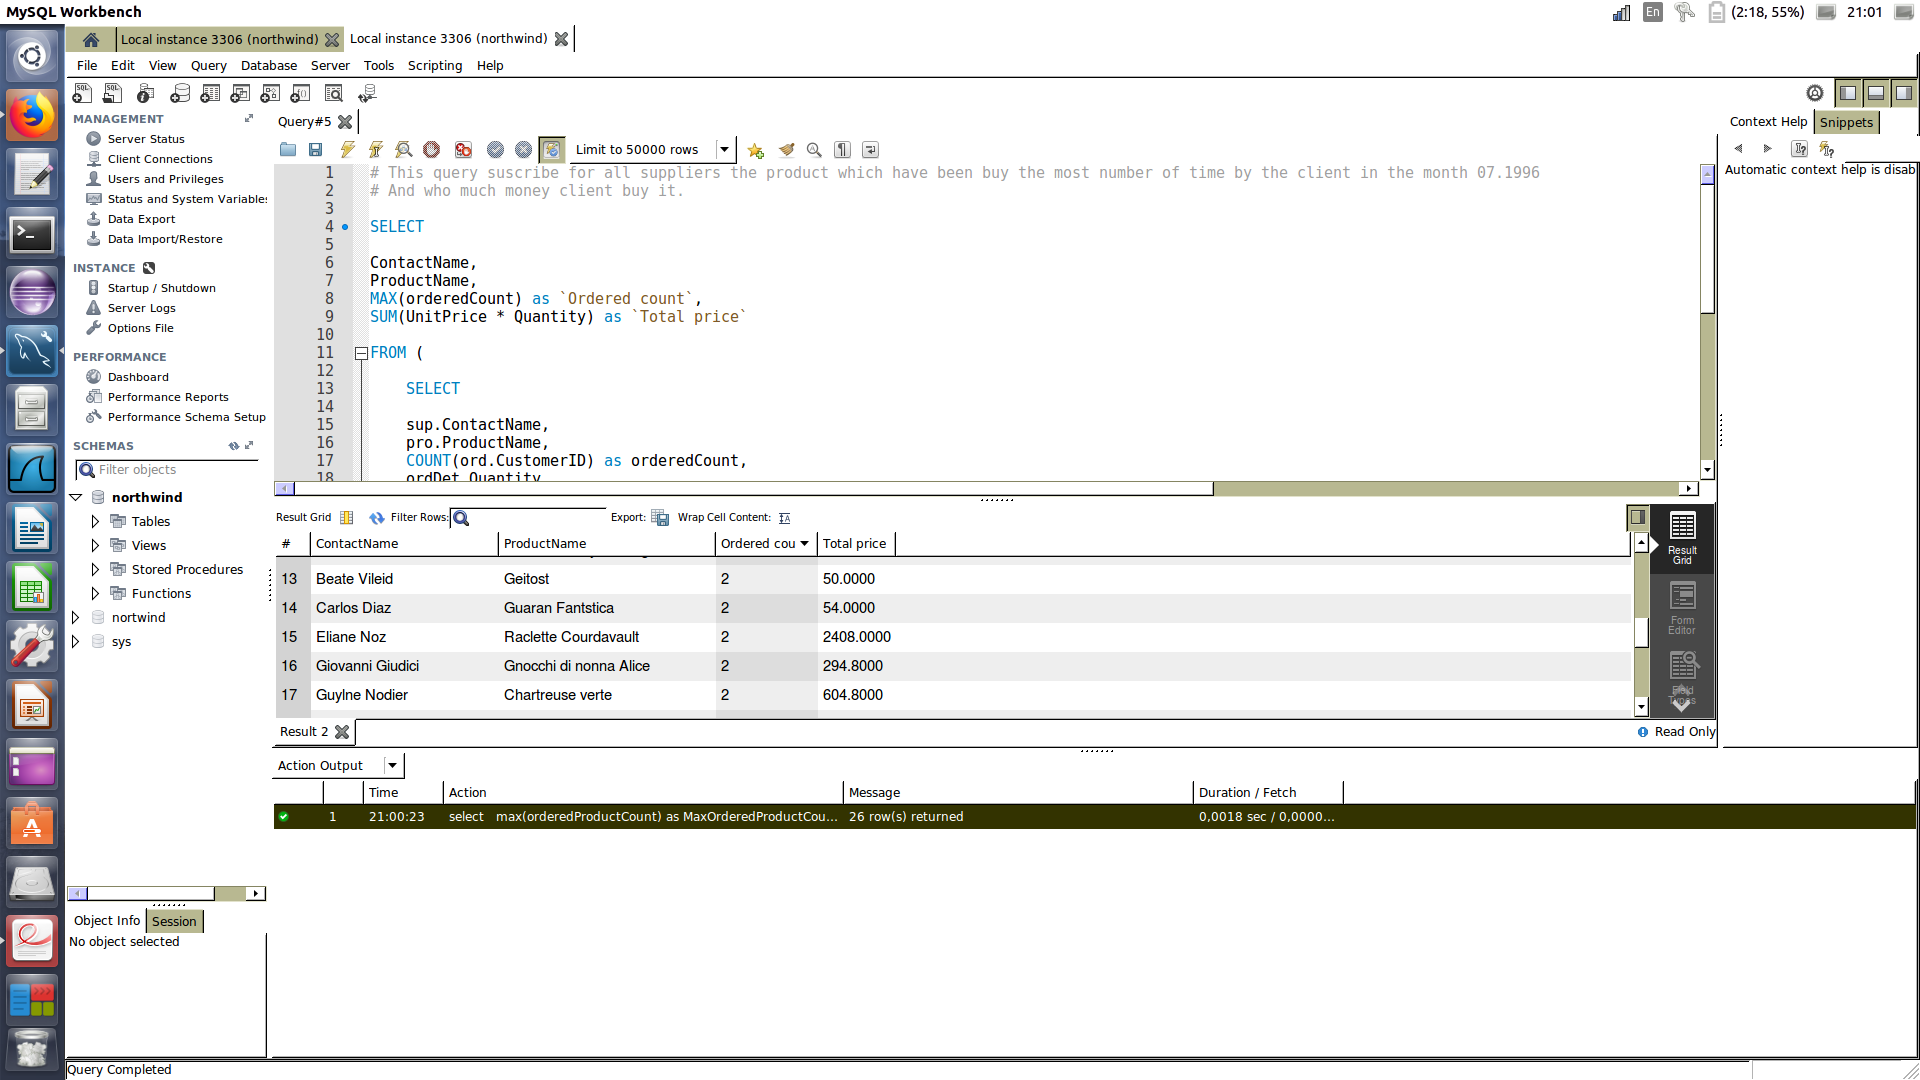 MySQL Workbench
En
(2:18, 55%)
21:01
Local instance 3306 (northwind)
Local instance 3306 (northwind)
File Edit View Query Database Server Tools Scripting Help
MANAGEMENT
Server Status
Client Connections
Users and Privileges
Status and System Variables
Data Export
Data Import/Restore
INSTANCE
Startup / Shutdown
Server Logs
Options File
PERFORMANCE
Dashboard
Performance Reports
Performance Schema Setup
SCHEMAS
Filter objects
northwind
Tables
Views
Stored Procedures
Functions
nortwind
sys
Object Info Session
No object selected
Query#5
Limit to 50000 rows
1 # This query suscribe for all suppliers the product which have been buy the most number of time by the client in the month 07.1996
2 # And who much money client buy it.
3
4 SELECT
5
6 ContactName,
7 ProductName,
8 MAX(orderedCount) as `Ordered count`,
9 SUM(UnitPrice * Quantity) as `Total price`
10
11 FROM (
12
13 SELECT
14
15 sup.ContactName,
16 pro.ProductName,
17 COUNT(ord.CustomerID) as orderedCount,
18 ordDet.Quantity
Result Grid Filter Rows: Export: Wrap Cell Content:
# ContactName ProductName Ordered cou Total price
13 Beate Vileid Geitost 2 50.0000
14 Carlos Diaz Guaran Fantstica 2 54.0000
15 Eliane Noz Raclette Courdavault 2 2408.0000
16 Giovanni Giudici Gnocchi di nonna Alice 2 294.8000
17 Guylne Nodier Chartreuse verte 2 604.8000
Result Grid
Form Editor
Field Types
Result 2
Read Only
Context Help Snippets
Automatic context help is disab
Action Output
Time Action Message Duration / Fetch
1 21:00:23 select max(orderedProductCount) as MaxOrderedProductCou... 26 row(s) returned 0,0018 sec / 0,0000...
Query Completed